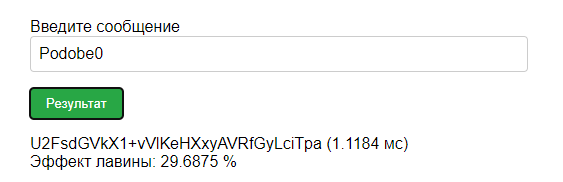 Введите сообщение
Podobe0
Результат
U2FsdGVkX1+vVlKeHXxyAVRfGyLciTpa (1.1184 мс)
Эффект лавины: 29.6875 %